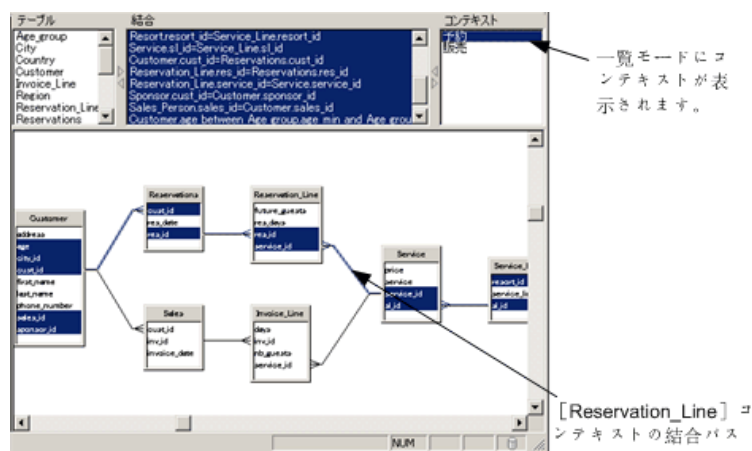 テーブル
結合
コンテキスト
Age_group
City
Country
Customer
Invoice_Line
Region
Reservation_Line
Reservations
Resort.resort_id=Service_Line.resort_id
Service.sl_id=Service_Line.sl_id
Customer.cust_id=Reservations.cust_id
Reservation_Line.res_id=Reservations.res_id
Reservation_Line.service_id=Service.service_id
Sponsor.cust_id=Customer.sponsor_id
Sales_Person.sales_id=Customer.sales_id
Customer.age between Age_group.age_min and Age_grou
予約
販売
一覧モードにコ
ンテキストが表
示されます。
Customer
address
age
city_id
cust_id
first_name
last_name
phone_number
sales_id
sponsor_id
Reservations
cust_id
res_date
res_id
Reservation_Line
future_guests
res_days
res_id
service_id
Sales
cust_id
inv_id
invoice_date
Invoice_Line
days
inv_id
nb_guests
service_id
Service
price
service
service_id
sl_id
Service_
resort_id
service_li
sl_id
[Reservation_Line] コ
ンテキストの結合パス
NUM